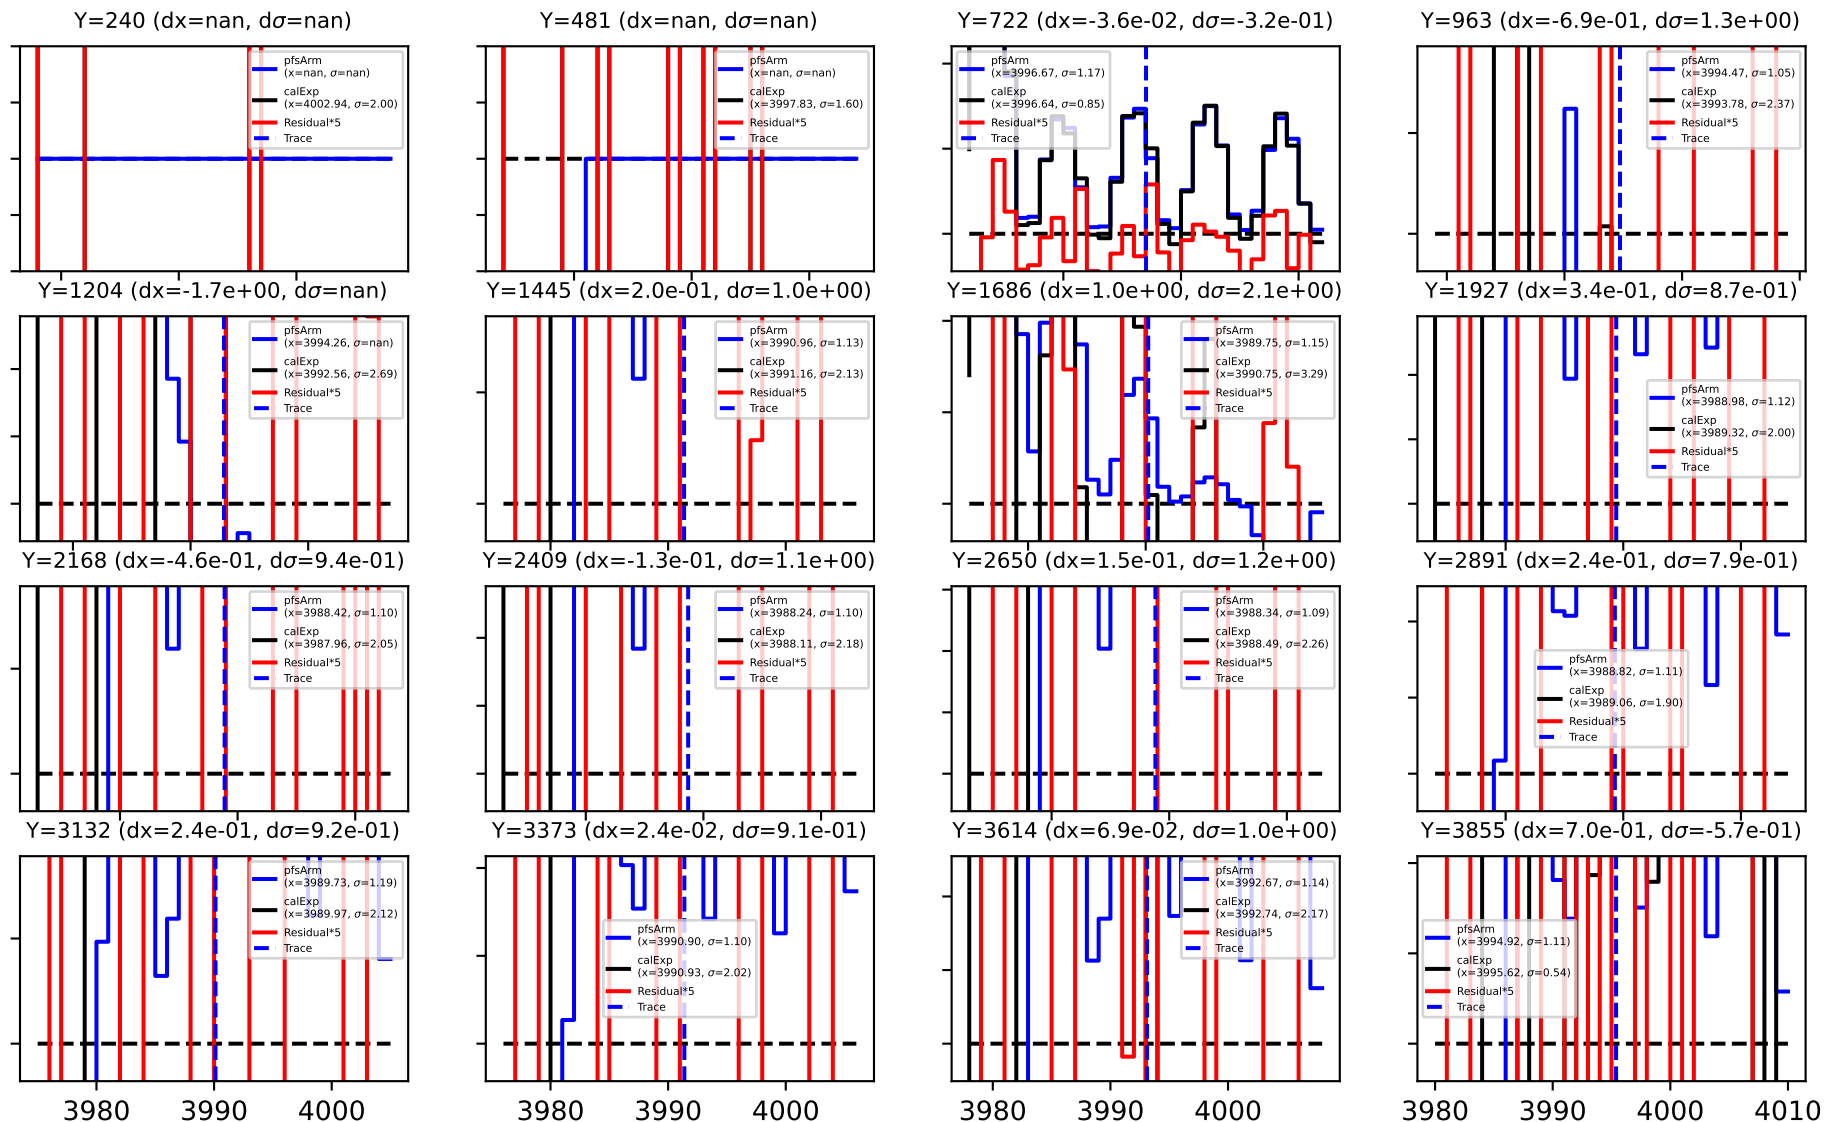 Y=240 (dx=nan, dσ=nan)
pfsArm
(x=nan, σ=nan)
calExp
(x=4002.94, σ=2.00)
Residual*5
Trace
Y=481 (dx=nan, dσ=nan)
pfsArm
(x=nan, σ=nan)
calExp
(x=3997.83, σ=1.60)
Residual*5
Trace
Y=722 (dx=-3.6e-02, dσ=-3.2e-01)
pfsArm
(x=3996.67, σ=1.17)
calExp
(x=3996.64, σ=0.85)
Residual*5
Trace
Y=963 (dx=-6.9e-01, dσ=1.3e+00)
pfsArm
(x=3994.47, σ=1.05)
calExp
(x=3993.78, σ=2.37)
Residual*5
Trace
Y=1204 (dx=-1.7e+00, dσ=nan)
pfsArm
(x=3994.26, σ=nan)
calExp
(x=3992.56, σ=2.69)
Residual*5
Trace
Y=1445 (dx=2.0e-01, dσ=1.0e+00)
pfsArm
(x=3990.96, σ=1.13)
calExp
(x=3991.16, σ=2.13)
Residual*5
Trace
Y=1686 (dx=1.0e+00, dσ=2.1e+00)
pfsArm
(x=3989.75, σ=1.15)
calExp
(x=3990.75, σ=3.29)
Residual*5
Trace
Y=1927 (dx=3.4e-01, dσ=8.7e-01)
pfsArm
(x=3988.98, σ=1.12)
calExp
(x=3989.32, σ=2.00)
Residual*5
Trace
Y=2168 (dx=-4.6e-01, dσ=9.4e-01)
pfsArm
(x=3988.42, σ=1.10)
calExp
(x=3987.96, σ=2.05)
Residual*5
Trace
Y=2409 (dx=-1.3e-01, dσ=1.1e+00)
pfsArm
(x=3988.24, σ=1.10)
calExp
(x=3988.11, σ=2.18)
Residual*5
Trace
Y=2650 (dx=1.5e-01, dσ=1.2e+00)
pfsArm
(x=3988.34, σ=1.09)
calExp
(x=3988.49, σ=2.26)
Residual*5
Trace
Y=2891 (dx=2.4e-01, dσ=7.9e-01)
pfsArm
(x=3988.82, σ=1.11)
calExp
(x=3989.06, σ=1.90)
Residual*5
Trace
Y=3132 (dx=2.4e-01, dσ=9.2e-01)
pfsArm
(x=3989.73, σ=1.19)
calExp
(x=3989.97, σ=2.12)
Residual*5
Trace
Y=3373 (dx=2.4e-02, dσ=9.1e-01)
pfsArm
(x=3990.90, σ=1.10)
calExp
(x=3990.93, σ=2.02)
Residual*5
Trace
Y=3614 (dx=6.9e-02, dσ=1.0e+00)
pfsArm
(x=3992.67, σ=1.14)
calExp
(x=3992.74, σ=2.17)
Residual*5
Trace
Y=3855 (dx=7.0e-01, dσ=-5.7e-01)
pfsArm
(x=3994.92, σ=1.11)
calExp
(x=3995.62, σ=0.54)
Residual*5
Trace
3980 3990 4000
3980 3990 4000
3980 3990 4000
3980 3990 4000 4010